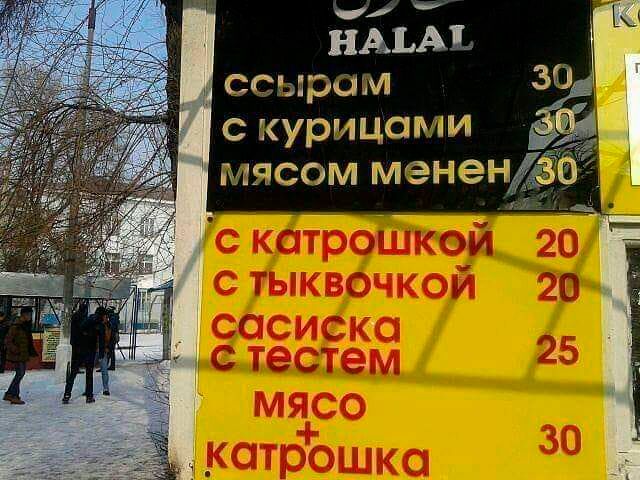 HALAL
ссырам 30
с курицами 30
мясом менен 30
с катрошкой 20
с тыквочкой 20
сасиска
с тестем 25
мясо
+
катрошка 30